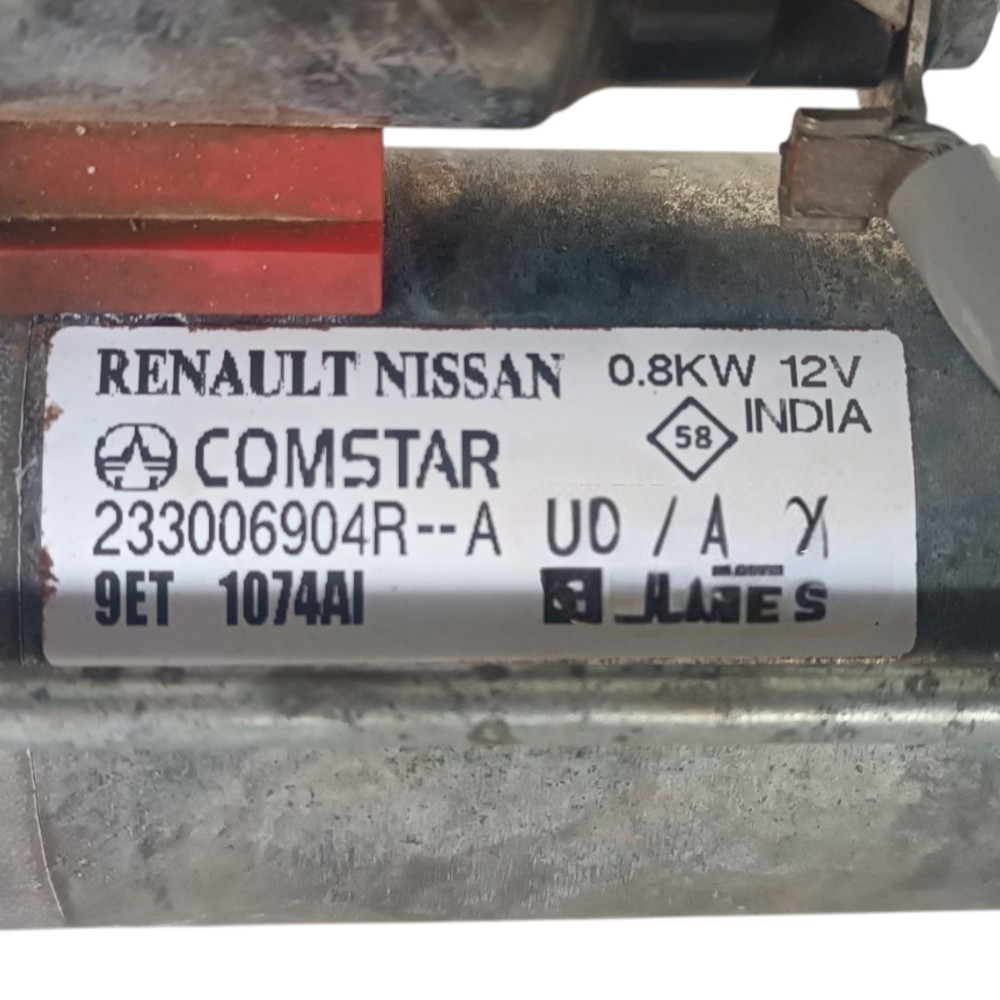 RENAULT NISSAN 0.8KW 12V
58 INDIA
COMSTAR
233006904R--A UD / A
9ET 1074AI